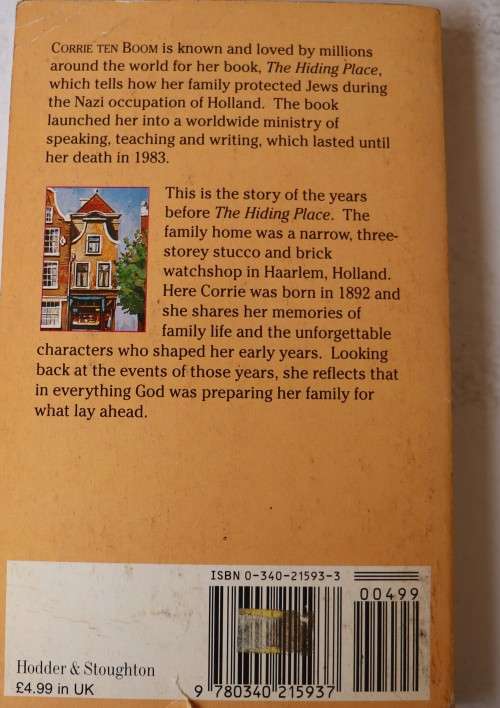 CORRIE TEN BOOM is known and loved by millions
around the world for her book, The Hiding Place,
which tells how her family protected Jews during
the Nazi occupation of Holland. The book
launched her into a worldwide ministry of
speaking, teaching and writing, which lasted until
her death in 1983.
This is the story of the years
before The Hiding Place. The
family home was a narrow, three-
storey stucco and brick
watchshop in Haarlem, Holland.
Here Corrie was born in 1892 and
she shares her memories of
family life and the unforgettable
characters who shaped her early years. Looking
back at the events of those years, she reflects that
in everything God was preparing her family for
what lay ahead.
ISBN 0-340-21593-3
00499
Hodder & Stoughton
£4.99 in UK
9 780340 215937